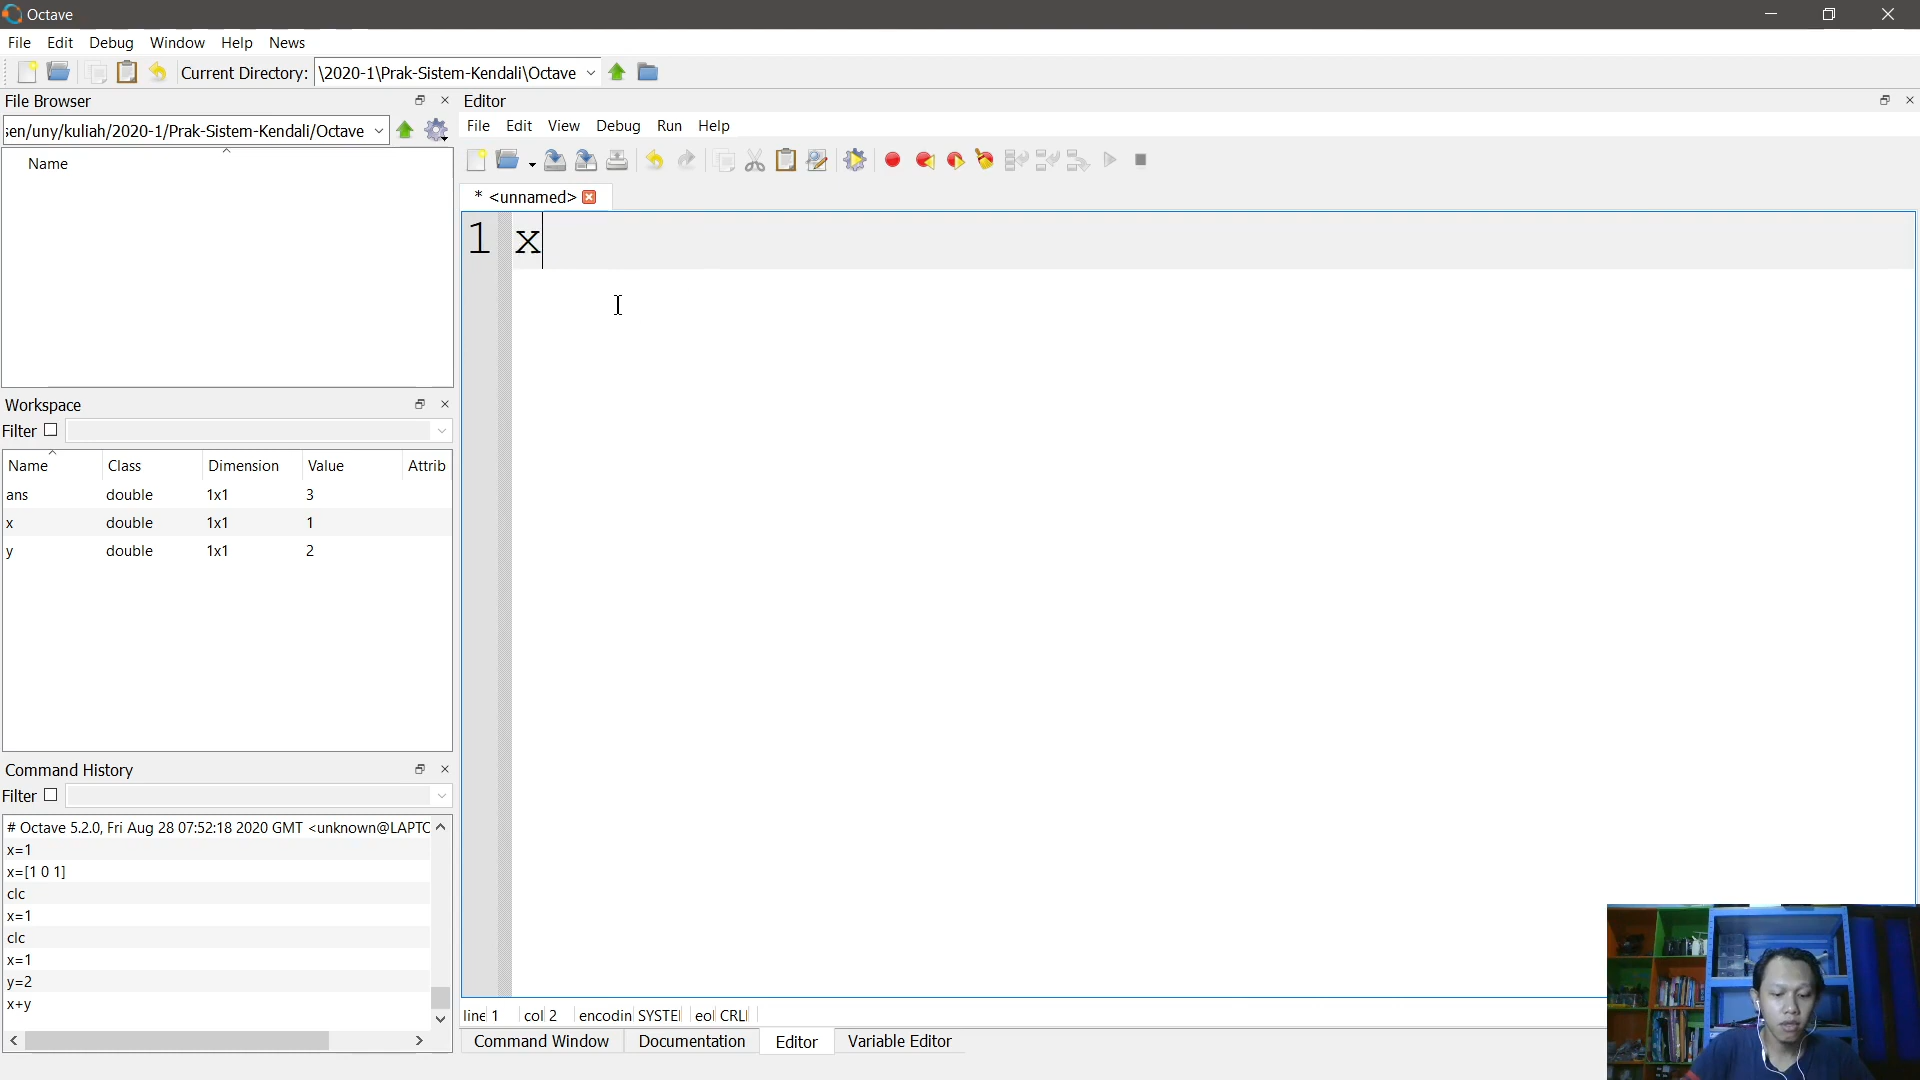 Octave
File Edit Debug Window Help News
Current Directory: \2020-1\Prak-Sistem-Kendali\Octave
File Browser
sen/uny/kuliah/2020-1/Prak-Sistem-Kendali/Octave
Name
Workspace
Filter
Name Class Dimension Value Attrib
ans double 1x1 3
x double 1x1 1
y double 1x1 2
Command History
Filter
# Octave 5.2.0, Fri Aug 28 07:52:18 2020 GMT <unknown@LAPTO
x=1
x=[1 0 1]
clc
x=1
clc
x=1
y=2
x+y
Editor
File Edit View Debug Run Help
* <unnamed>
1 x
line 1 col 2 encodin SYSTE eol CRL
Command Window Documentation Editor Variable Editor